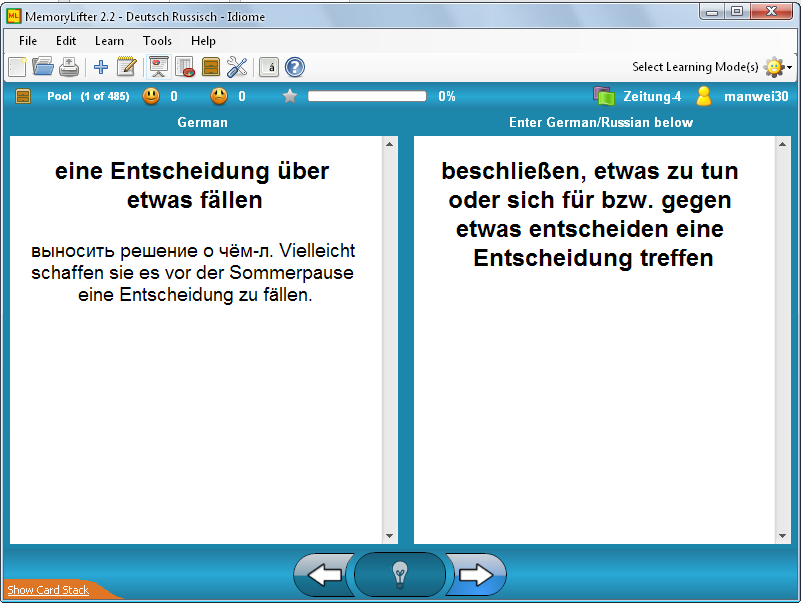 MemoryLifter 2.2 - Deutsch Russisch - Idiome
File Edit Learn Tools Help
á ? Select Learning Mode(s)
Pool (1 of 485) 0 0 0% Zeitung-4 manwei30
German
Enter German/Russian below
eine Entscheidung über
etwas fällen
выносить решение о чём-л. Vielleicht
schaffen sie es vor der Sommerpause
eine Entscheidung zu fällen.
beschließen, etwas zu tun
oder sich für bzw. gegen
etwas entscheiden eine
Entscheidung treffen
Show Card Stack